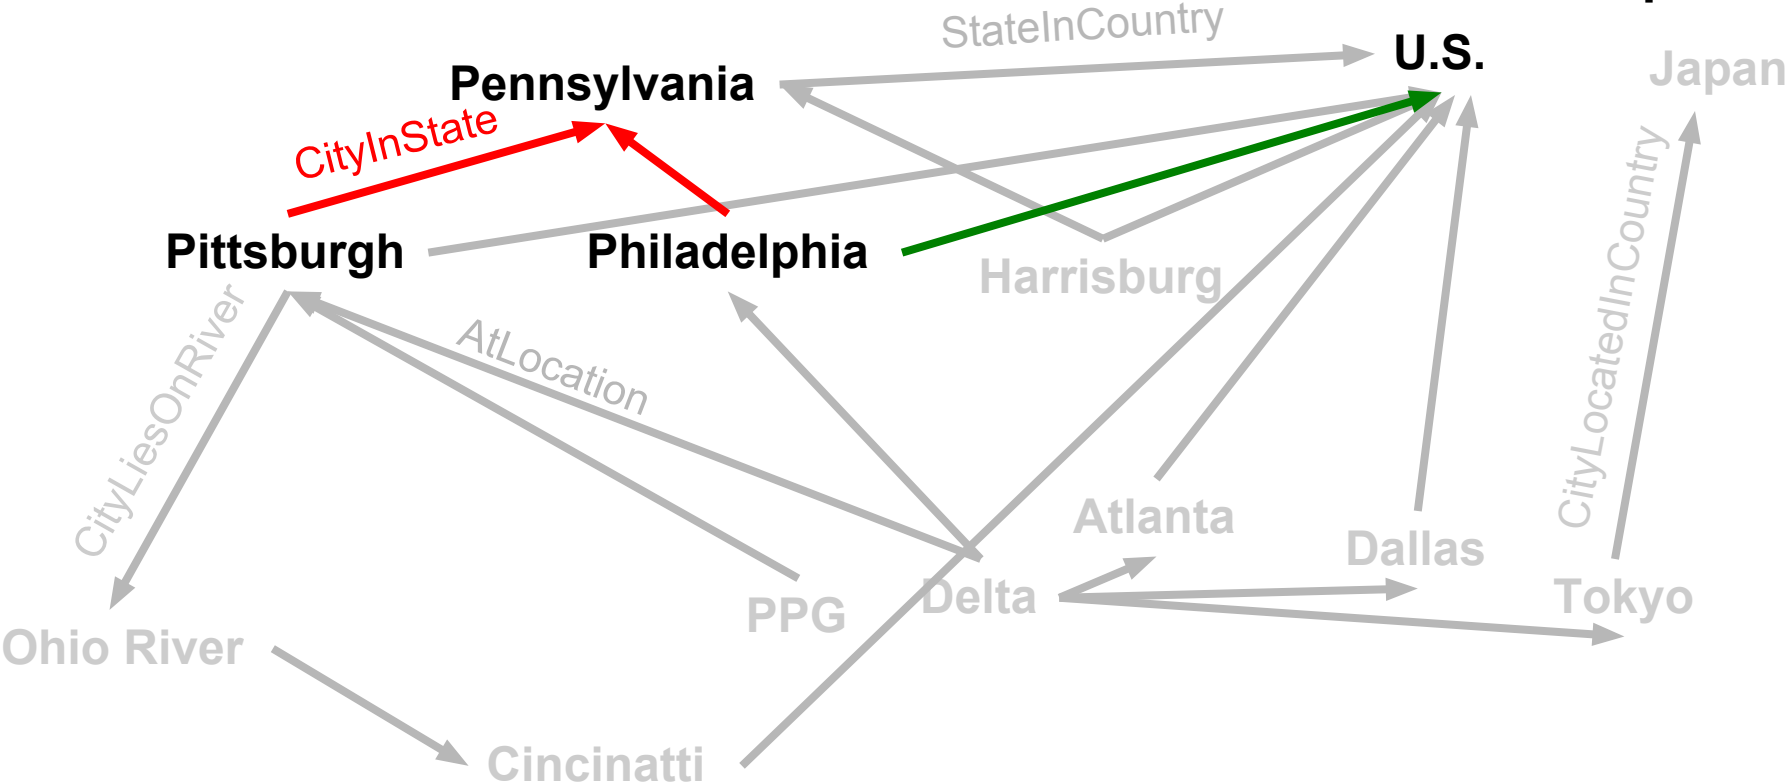 StateInCountry
U.S.
Japan
Pennsylvania
CityInState
CityLocatedInCountry
Pittsburgh
Philadelphia
Harrisburg
CityLiesOnRiver
AtLocation
Atlanta
Dallas
PPG
Delta
Tokyo
Ohio River
Cincinatti